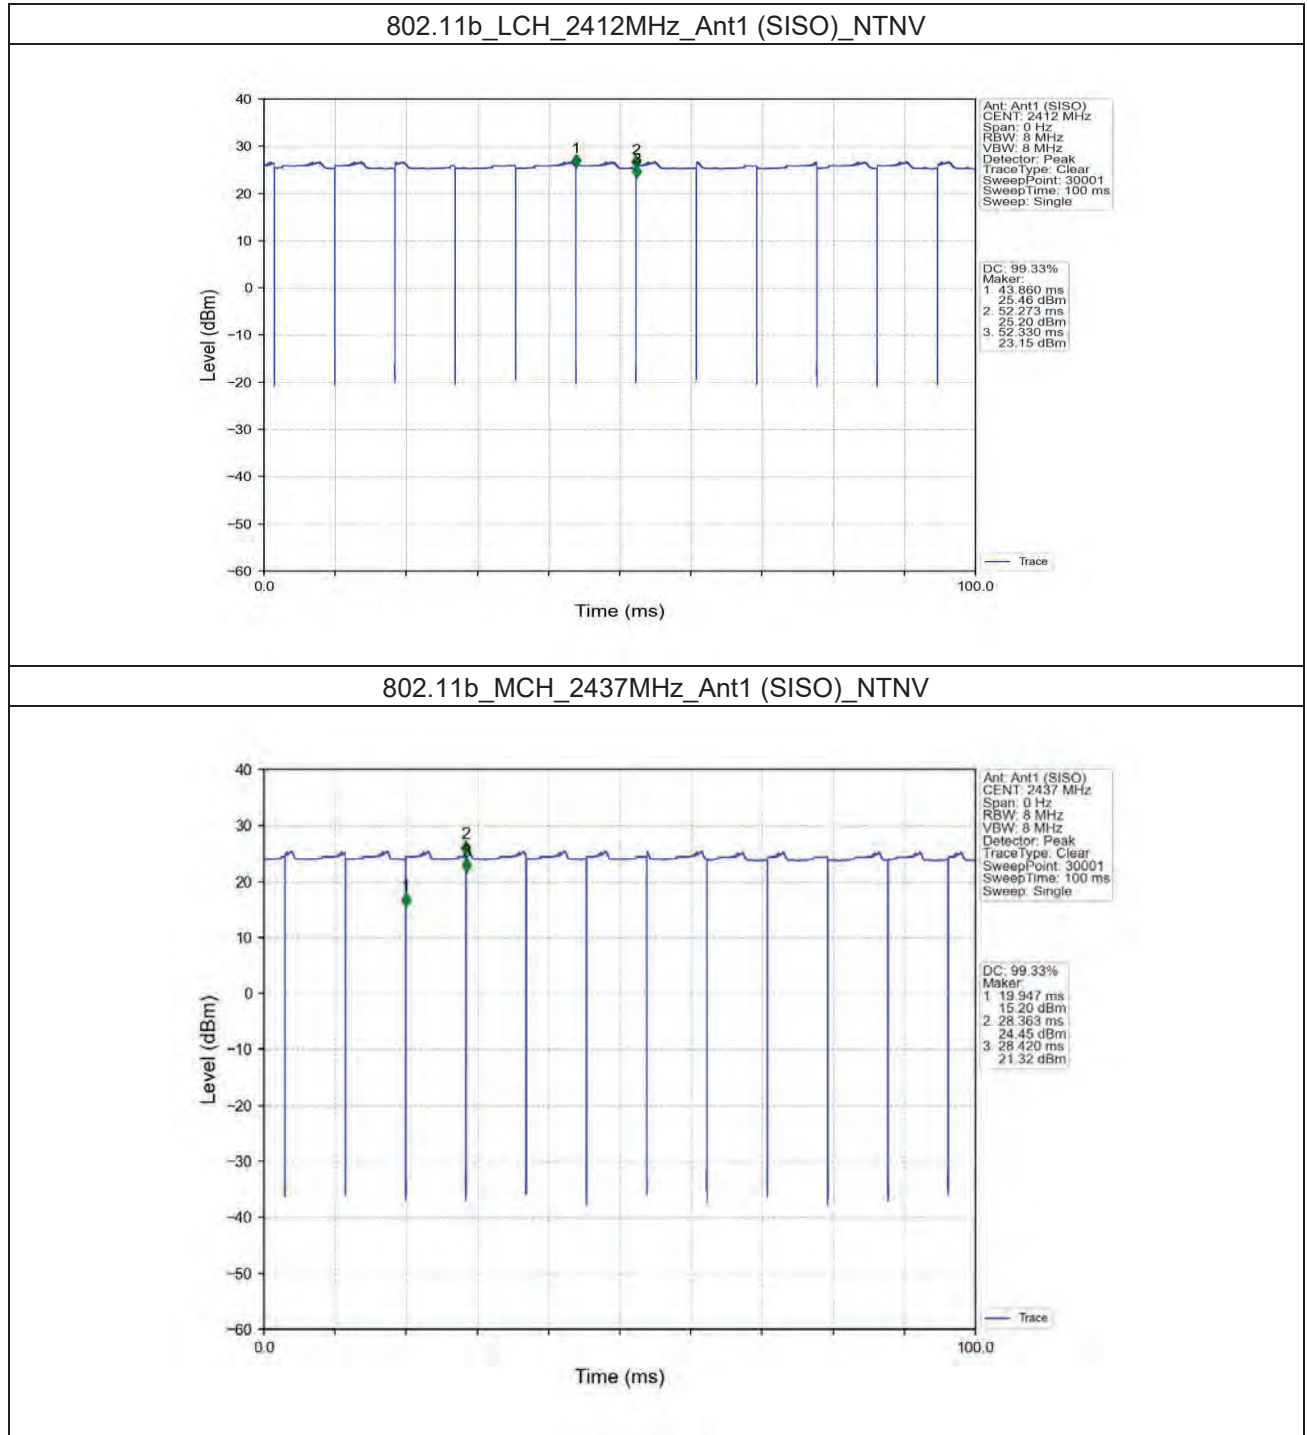 802.11b_LCH_2412MHz_Ant1 (SISO)_NTNV
40
30
20
10
0
−10
−20
−30
−40
−50
−60
Level (dBm)
0.0
100.0
Time (ms)
1
2
3
Ant: Ant1 (SISO)
CENT: 2412 MHz
Span: 0 Hz
RBW: 8 MHz
VBW: 8 MHz
Detector: Peak
TraceType: Clear
SweepPoint: 30001
SweepTime: 100 ms
Sweep: Single
DC: 99.33%
Maker:
1. 43.860 ms
25.46 dBm
2. 52.273 ms
25.20 dBm
3. 52.330 ms
23.15 dBm
Trace
802.11b_MCH_2437MHz_Ant1 (SISO)_NTNV
40
30
20
10
0
−10
−20
−30
−40
−50
−60
Level (dBm)
0.0
100.0
Time (ms)
1
2
3
Ant: Ant1 (SISO)
CENT: 2437 MHz
Span: 0 Hz
RBW: 8 MHz
VBW: 8 MHz
Detector: Peak
TraceType: Clear
SweepPoint: 30001
SweepTime: 100 ms
Sweep: Single
DC: 99.33%
Maker:
1. 19.947 ms
15.20 dBm
2. 28.363 ms
24.45 dBm
3. 28.420 ms
21.32 dBm
Trace